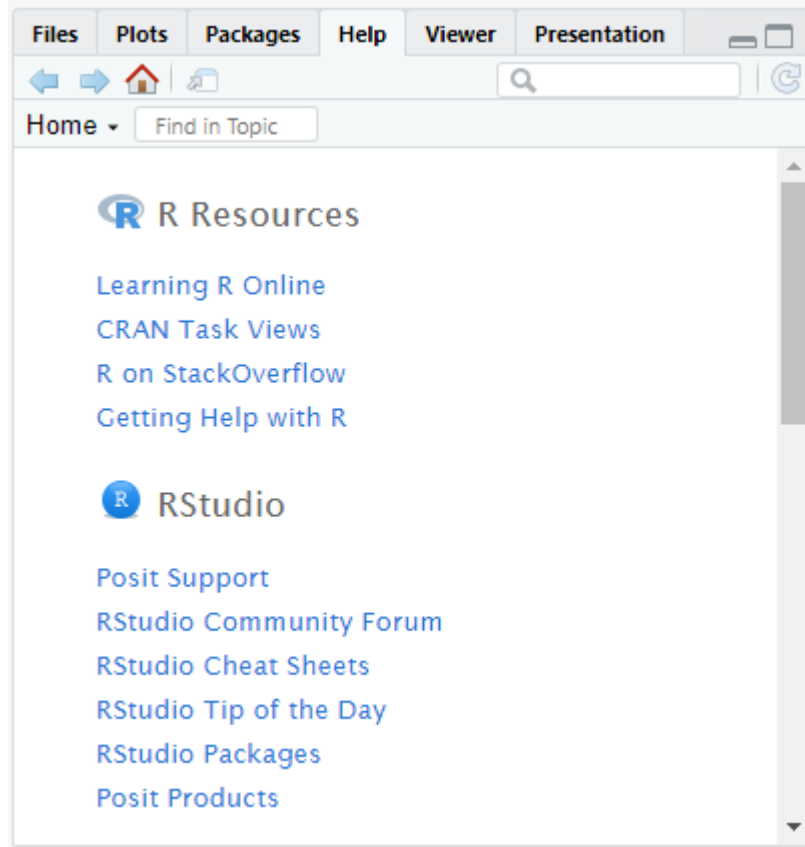 Files Plots Packages Help Viewer Presentation
Home Find in Topic
R R Resources
Learning R Online
CRAN Task Views
R on StackOverflow
Getting Help with R
R RStudio
Posit Support
RStudio Community Forum
RStudio Cheat Sheets
RStudio Tip of the Day
RStudio Packages
Posit Products